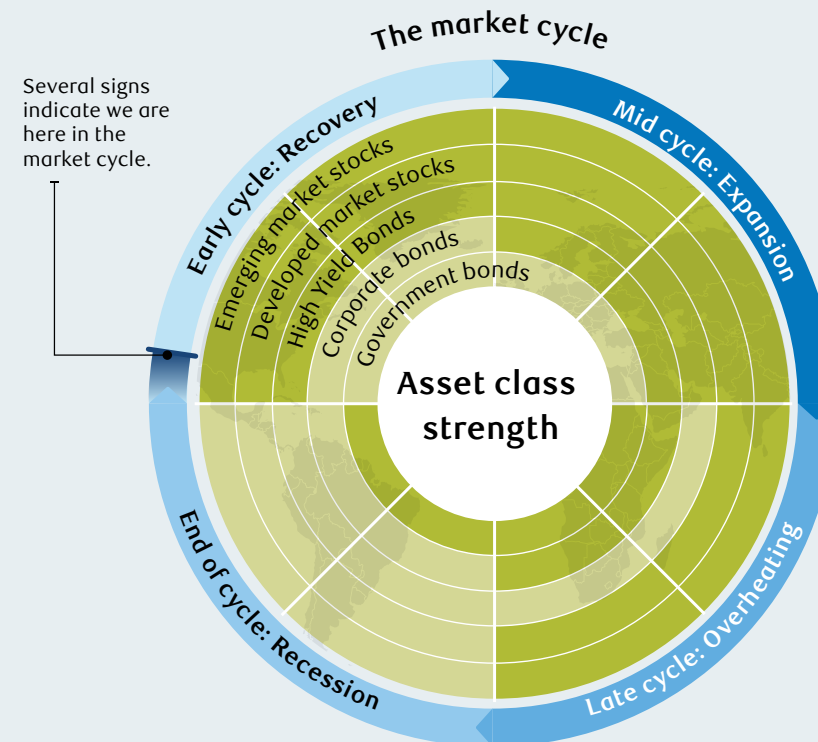 The market cycle
Several signs
indicate we are
here in the
market cycle.
Early cycle: Recovery
Mid cycle: Expansion
Emerging market stocks
Developed market stocks
High Yield Bonds
Corporate bonds
Government bonds
Asset class
strength
End of cycle: Recession
Late cycle: Overheating